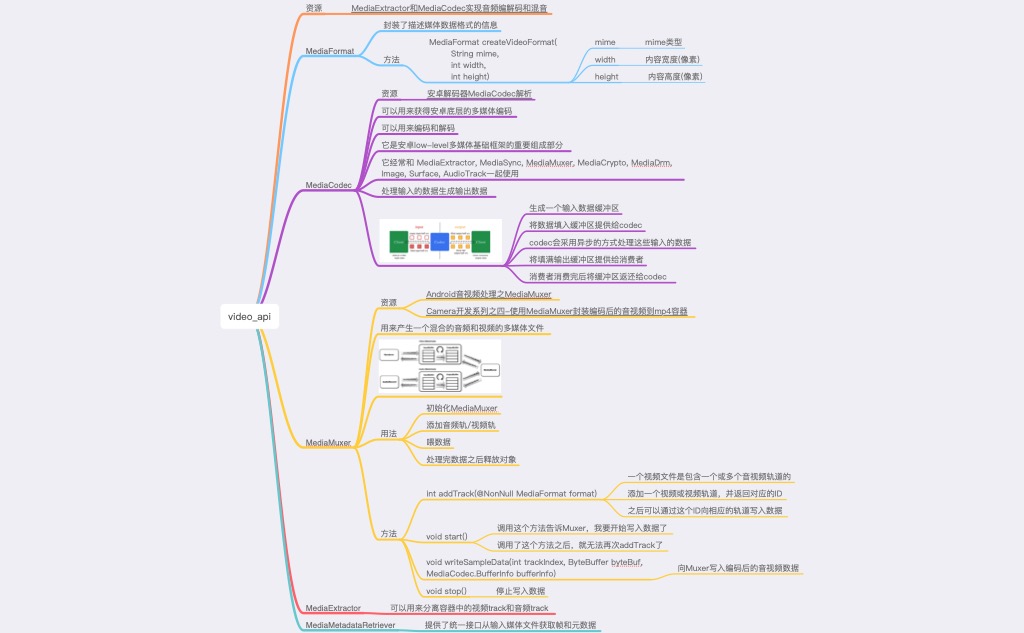 资源
MediaExtractor和MediaCodec实现音频编解码和混音
MediaFormat
封装了描述媒体数据格式的信息
方法
MediaFormat createVideoFormat(
String mime,
int width,
int height)
mime
mime类型
width
内容宽度(像素)
height
内容高度(像素)
MediaCodec
资源
安卓解码器MediaCodec解析
可以用来获得安卓底层的多媒体编码
可以用来编码和解码
它是安卓low-level多媒体基础框架的重要组成部分
它经常和 MediaExtractor, MediaSync, MediaMuxer, MediaCrypto, MediaDrm,
Image, Surface, AudioTrack一起使用
处理输入的数据生成输出数据
生成一个输入数据缓冲区
将数据填入缓冲区提供给codec
codec会采用异步的方式处理这些输入的数据
将填满输出缓冲区提供给消费者
消费者消费完后将缓冲区返还给codec
video_api
MediaMuxer
资源
Android音视频处理之MediaMuxer
Camera开发系列之四-使用MediaMuxer封装编码后的音视频到mp4容器
用来产生一个混合的音频和视频的多媒体文件
用法
初始化MediaMuxer
添加音频轨/视频轨
喂数据
处理完数据之后释放对象
方法
int addTrack(@NonNull MediaFormat format)
一个视频文件是包含一个或多个音视频轨道的
添加一个视频或视频轨道，并返回对应的ID
之后可以通过这个ID向相应的轨道写入数据
void start()
调用这个方法告诉Muxer，我要开始写入数据了
调用了这个方法之后，就无法再次addTrack了
void writeSampleData(int trackIndex, ByteBuffer byteBuf,
MediaCodec.BufferInfo bufferInfo)
向Muxer写入编码后的音视频数据
void stop()
停止写入数据
MediaExtractor
可以用来分离容器中的视频track和音频track
MediaMetadataRetriever
提供了统一接口从输入媒体文件获取帧和元数据